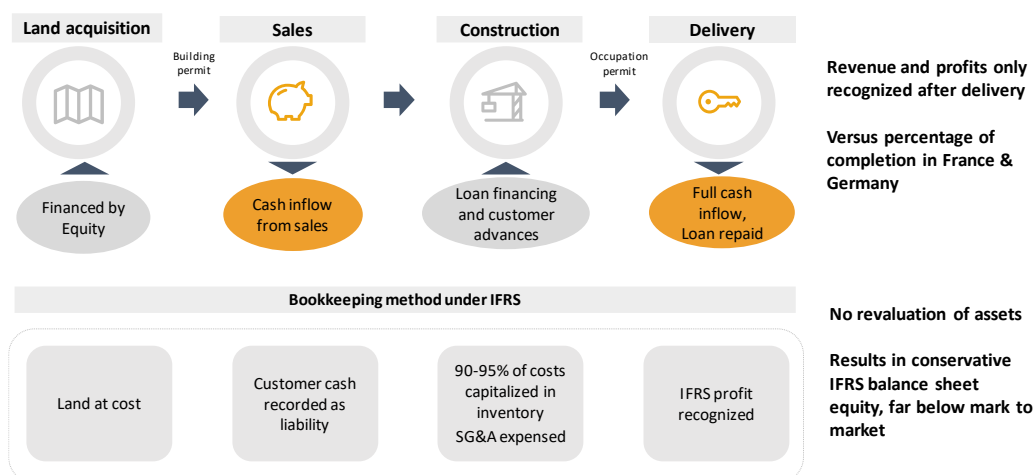 Land acquisition
Sales
Construction
Delivery
Building
permit
Occupation
permit
Financed by
Equity
Cash inflow
from sales
Loan financing
and customer
advances
Full cash
inflow,
Loan repaid
Revenue and profits only
recognized after delivery
Versus percentage of
completion in France &
Germany
Bookkeeping method under IFRS
Land at cost
Customer cash
recorded as
liability
90-95% of costs
capitalized in
inventory
SG&A expensed
IFRS profit
recognized
No revaluation of assets
Results in conservative
IFRS balance sheet
equity, far below mark to
market